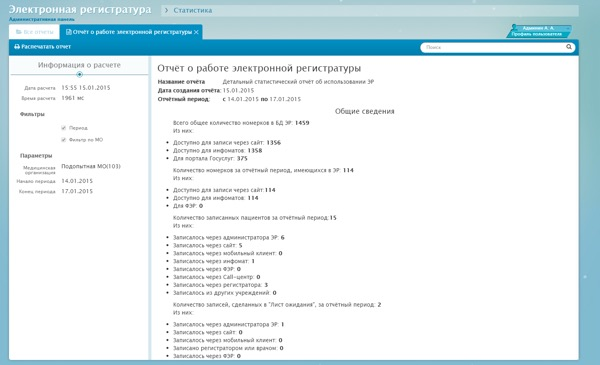 Электронная регистратура
Административная панель
Статистика
Админов А. А.
Профиль пользователя
Все отчеты
Отчёт о работе электронной регистратуры
Распечатать отчет
Поиск
Информация о расчете
Дата расчета 15:55 15.01.2015
Время расчета 1961 мс
Фильтры
Период
Фильтр по МО
Параметры
Медицинская организация Подопытная МО(103)
Начало периода 14.01.2015
Конец периода 17.01.2015
Отчёт о работе электронной регистратуры
Название отчёта Детальный статистический отчёт об использовании ЭР
Дата создания отчёта: 15.01.2015
Отчётный период: с 14.01.2015 по 17.01.2015
Общие сведения
Всего общее количество номерков в БД ЭР: 1459
Из них:
Доступно для записи через сайт: 1356
Доступно для инфоматов: 1358
Для портала Госуслуг: 375
Количество номерков за отчётный период, имеющихся в ЭР: 114
Из них:
Доступно для записи через сайт: 114
Доступно для инфоматов: 114
Для ФЭР: 0
Количество записанных пациентов за отчётный период: 15
Из них:
Записалось через администратора ЭР: 6
Записалось через сайт: 5
Записалось через мобильный клиент: 0
Записалось через инфомат: 1
Записалось через ФЭР: 0
Записалось через Call-центр: 0
Записалось через регистратора: 3
Записалось из других учреждений: 0
Количество записей, сделанных в "Лист ожидания", за отчётный период: 2
Из них:
Записалось через администратора ЭР: 1
Записалось через сайт: 0
Записалось через мобильный клиент: 0
Записано регистратором или врачом: 0
Записалось через ФЭР: 0